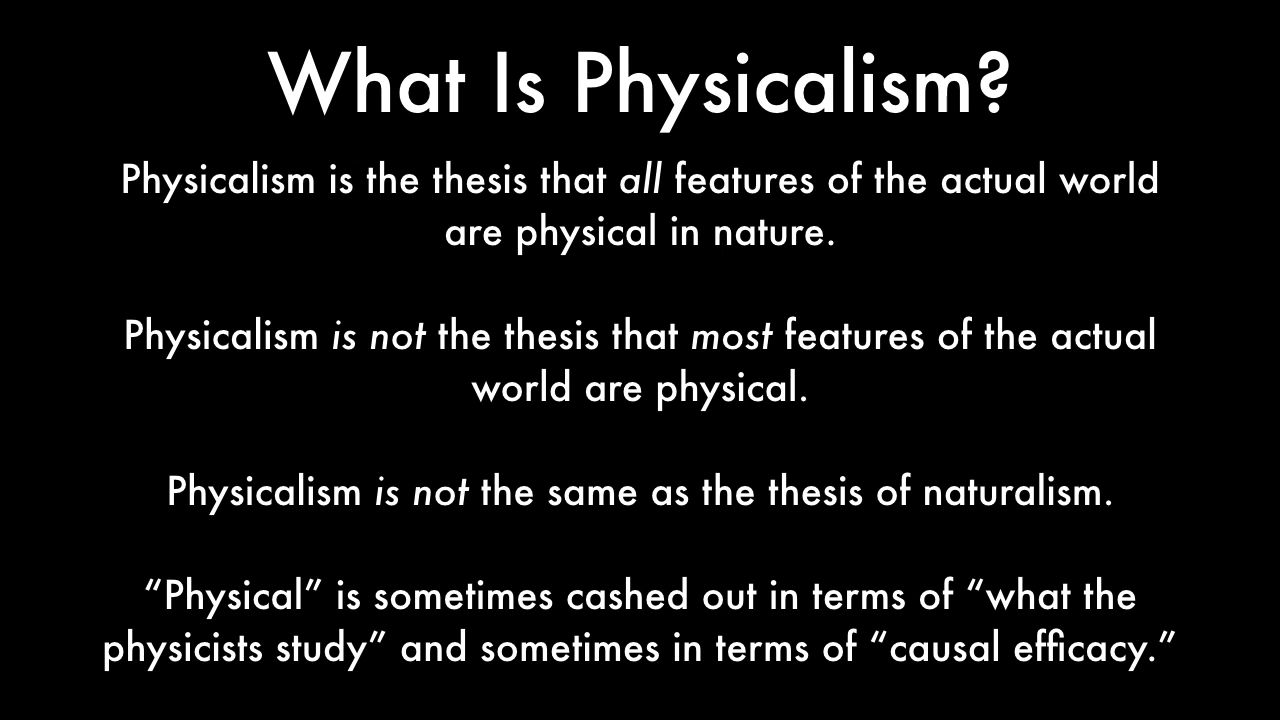 What Is Physicalism?
Physicalism is the thesis that all features of the actual world
are physical in nature.
Physicalism is not the thesis that most features of the actual
world are physical.
Physicalism is not the same as the thesis of naturalism.
“Physical” is sometimes cashed out in terms of “what the
physicists study” and sometimes in terms of “causal efficacy.”